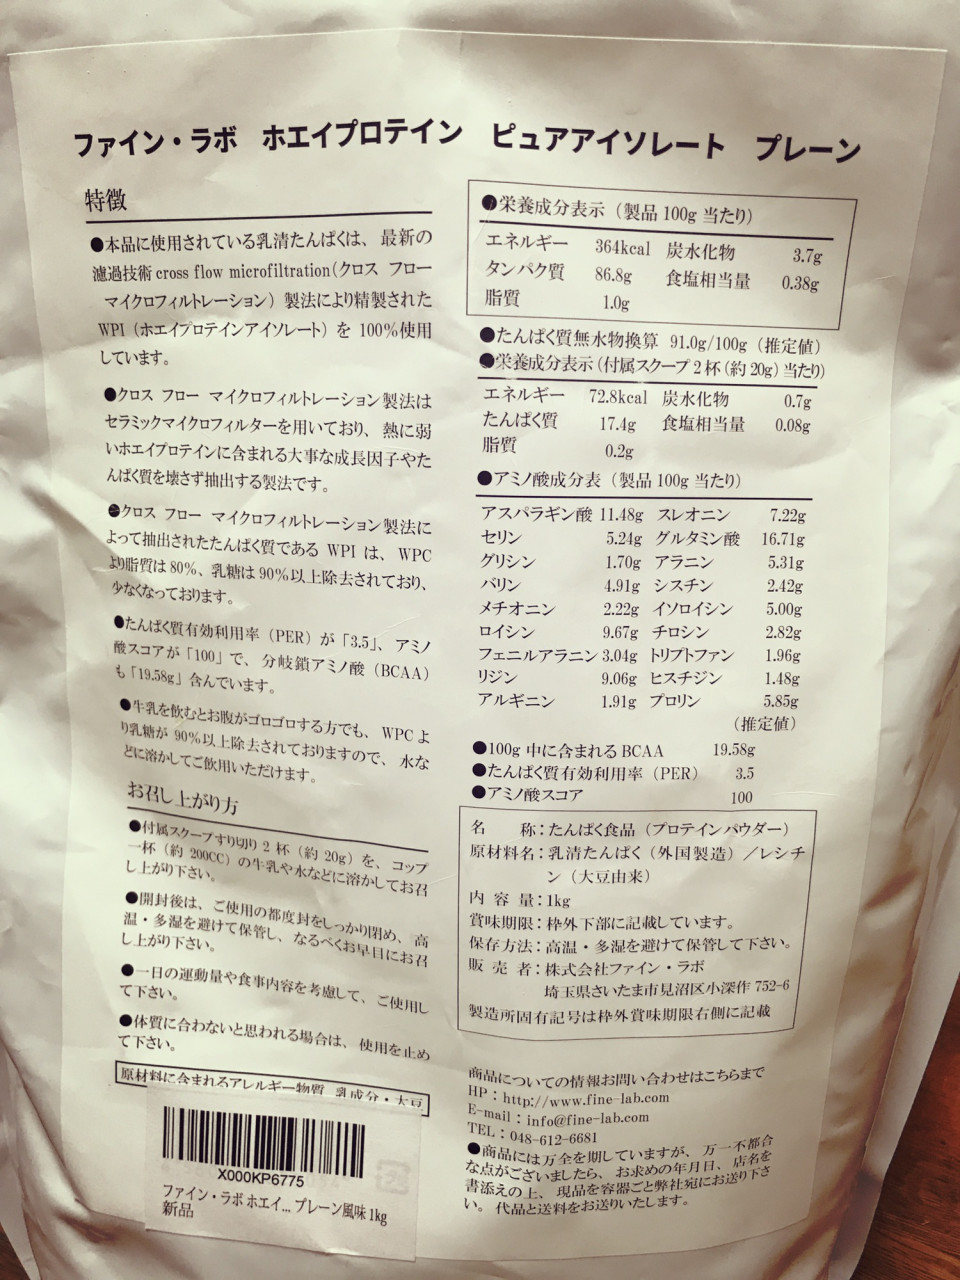 ファイン・ラボ　ホエイプロテイン　ピュアアイソレート　プレーン
特徴
●本品に使用されている乳清たんぱくは、最新の
濾過技術 cross flow microfiltration（クロス フロー
マイクロフィルトレーション）製法により精製された
WPI（ホエイプロテインアイソレート）を 100%使用
しています。
●クロス フロー マイクロフィルトレーション製法は
セラミックマイクロフィルターを用いており、熱に弱
いホエイプロテインに含まれる大事な成長因子やた
んぱく質を壊さず抽出する製法です。
●クロス フロー マイクロフィルトレーション製法に
よって抽出されたたんぱく質である WPI は、WPC
より脂質は80%、乳糖は90%以上除去されており、
少なくなっております。
●たんぱく質有効利用率（PER）が「3.5」、アミノ
酸スコアが「100」で、分岐鎖アミノ酸（BCAA）
も「19.58g」含んでいます。
●牛乳を飲むとお腹がゴロゴロする方でも、WPC よ
り乳糖が 90%以上除去されておりますので、水な
どに溶かしてご飲用いただけます。
お召し上がり方
●付属スクープすり切り 2 杯（約 20g）を、コップ
一杯（約 200CC）の牛乳や水などに溶かしてお召
し上がり下さい。
●開封後は、ご使用の都度封をしっかり閉め、高
温・多湿を避けて保管し、なるべくお早目にお召
し上がり下さい。
●一日の運動量や食事内容を考慮して、ご使用し
て下さい。
●体質に合わないと思われる場合は、使用を止め
て下さい。
原材料に含まれるアレルギー物質 乳成分・大豆
X000KP6775
ファイン・ラボ ホエイ... プレーン風味 1kg
新品
●栄養成分表示（製品 100g 当たり）
エネルギー 364kcal 炭水化物 3.7g
タンパク質 86.8g 食塩相当量 0.38g
脂質 1.0g
●たんぱく質無水物換算 91.0g/100g（推定値）
●栄養成分表示（付属スクープ 2 杯（約 20g）当たり）
エネルギー 72.8kcal 炭水化物 0.7g
たんぱく質 17.4g 食塩相当量 0.08g
脂質 0.2g
●アミノ酸成分表（製品 100g 当たり）
アスパラギン酸 11.48g スレオニン 7.22g
セリン 5.24g グルタミン酸 16.71g
グリシン 1.70g アラニン 5.31g
バリン 4.91g シスチン 2.42g
メチオニン 2.22g イソロイシン 5.00g
ロイシン 9.67g チロシン 2.82g
フェニルアラニン 3.04g トリプトファン 1.96g
リジン 9.06g ヒスチジン 1.48g
アルギニン 1.91g プロリン 5.85g
（推定値）
●100g 中に含まれる BCAA 19.58g
●たんぱく質有効利用率（PER） 3.5
●アミノ酸スコア 100
名　　称：たんぱく食品（プロテインパウダー）
原材料名：乳清たんぱく（外国製造）／レシチ
ン（大豆由来）
内 容 量：1kg
賞味期限：枠外下部に記載しています。
保存方法：高温・多湿を避けて保管して下さい。
販 売 者：株式会社ファイン・ラボ
埼玉県さいたま市見沼区小深作 752-6
製造所固有記号は枠外賞味期限右側に記載
商品についての情報お問い合わせはこちらまで
HP：http://www.fine-lab.com
E-mail：info@fine-lab.com
TEL：048-612-6681
●商品には万全を期していますが、万一不都合
な点がございましたら、お求めの年月日、店名を
書添えの上、現品を容器ごと弊社宛にお送り下さ
い。代品と送料をお送りいたします。